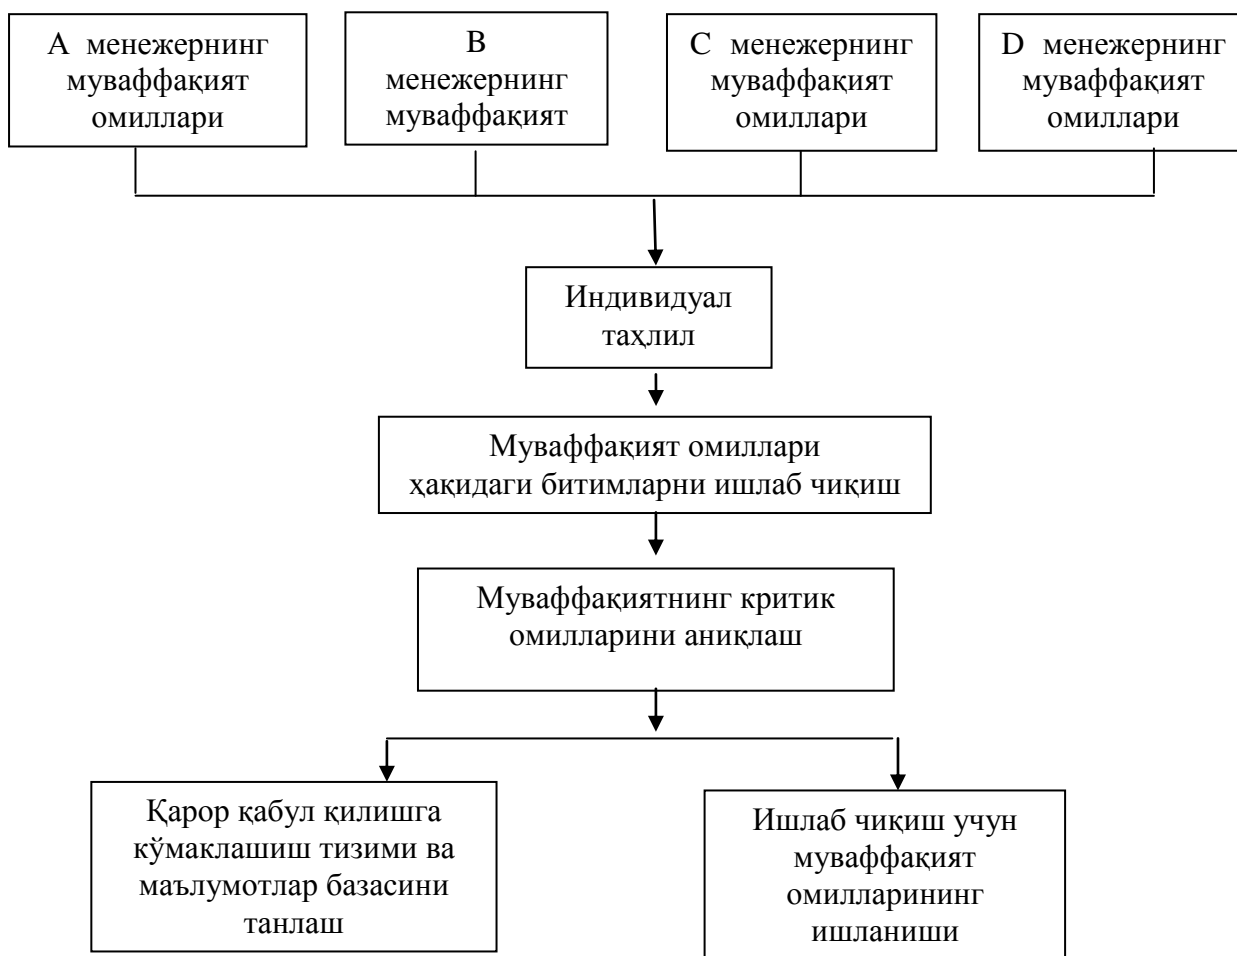 A менежернинг
муваффақият
омиллари
B
менежернинг
муваффақият
C менежернинг
муваффақият
омиллари
D менежернинг
муваффақият
омиллари
Индивидуал
таҳлил
Муваффақият омиллари
ҳақидаги битимларни ишлаб чиқиш
Муваффақиятнинг критик
омилларини аниқлаш
Қарор қабул қилишга
кўмаклашиш тизими ва
маълумотлар базасини
танлаш
Ишлаб чиқиш учун
муваффақият
омилларининг
ишланиши